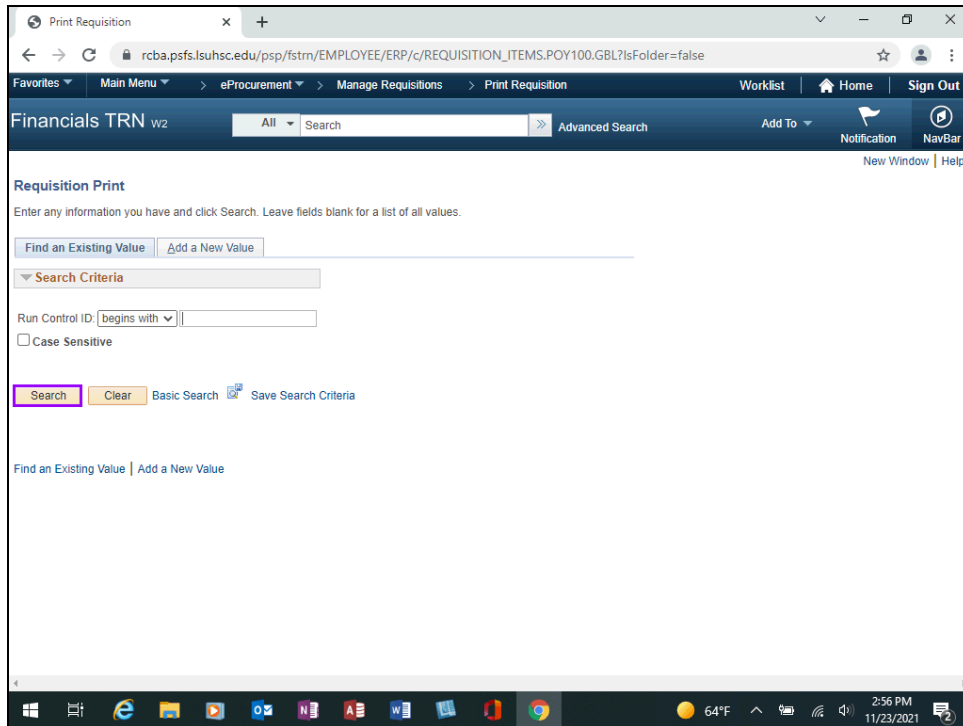 Print Requisition
rcba.psfs.lsuhsc.edu/psp/fstrn/EMPLOYEE/ERP/c/REQUISITION_ITEMS.POY100.GBL?IsFolder=false
Favorites Main Menu > eProcurement > Manage Requisitions > Print Requisition Worklist Home Sign Out
Financials TRN W2 All Search Advanced Search Add To Notification NavBar
New Window | Help
Requisition Print
Enter any information you have and click Search. Leave fields blank for a list of all values.
Find an Existing Value Add a New Value
Search Criteria
Run Control ID: begins with
Case Sensitive
Search Clear Basic Search Save Search Criteria
Find an Existing Value | Add a New Value
64°F 2:56 PM
11/23/2021 2